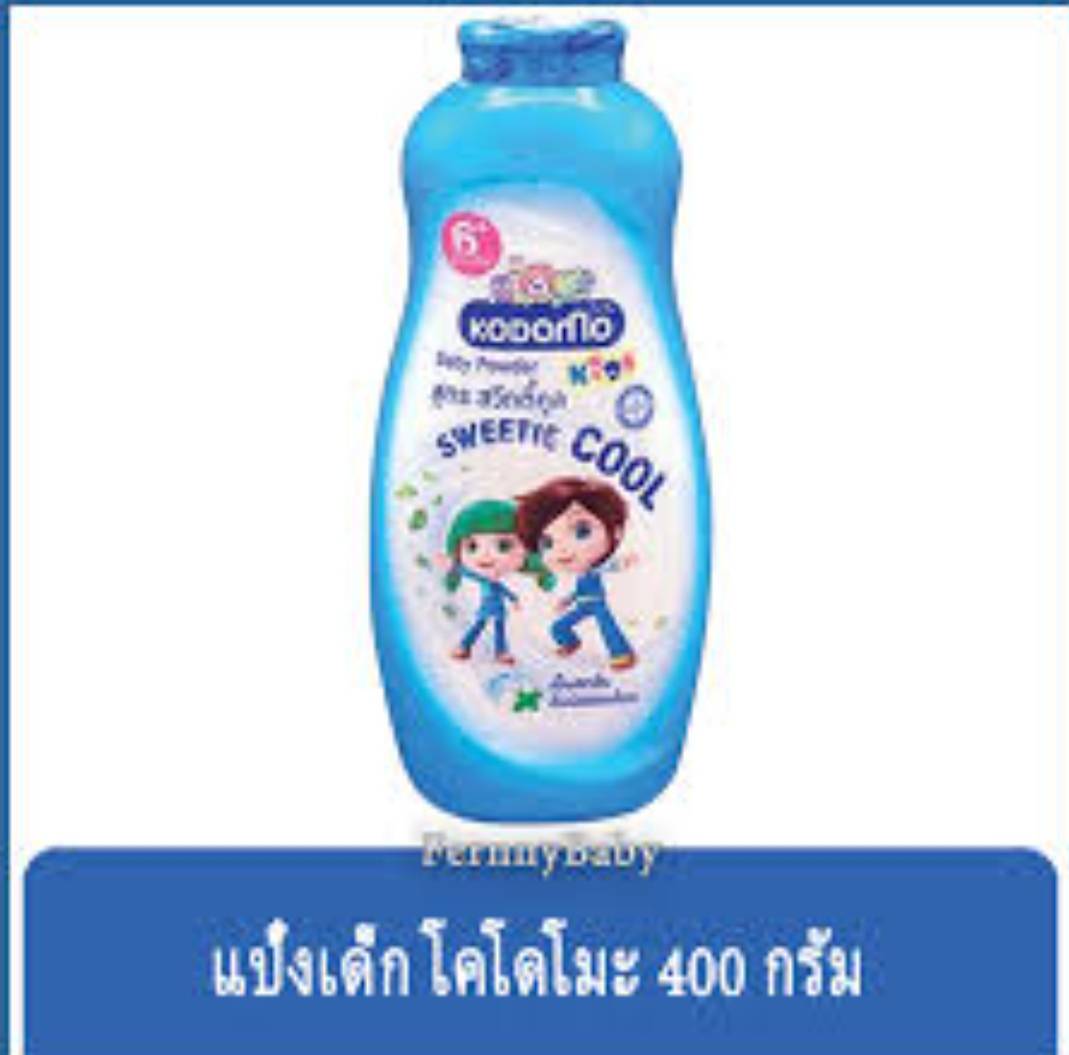 6+
KODOMO
Baby Powder
KIDS
สูตร สวีทตี้คูล
SWEETIE COOL
FernnyBaby
แป้งเด็ก โคโดโมะ 400 กรัม